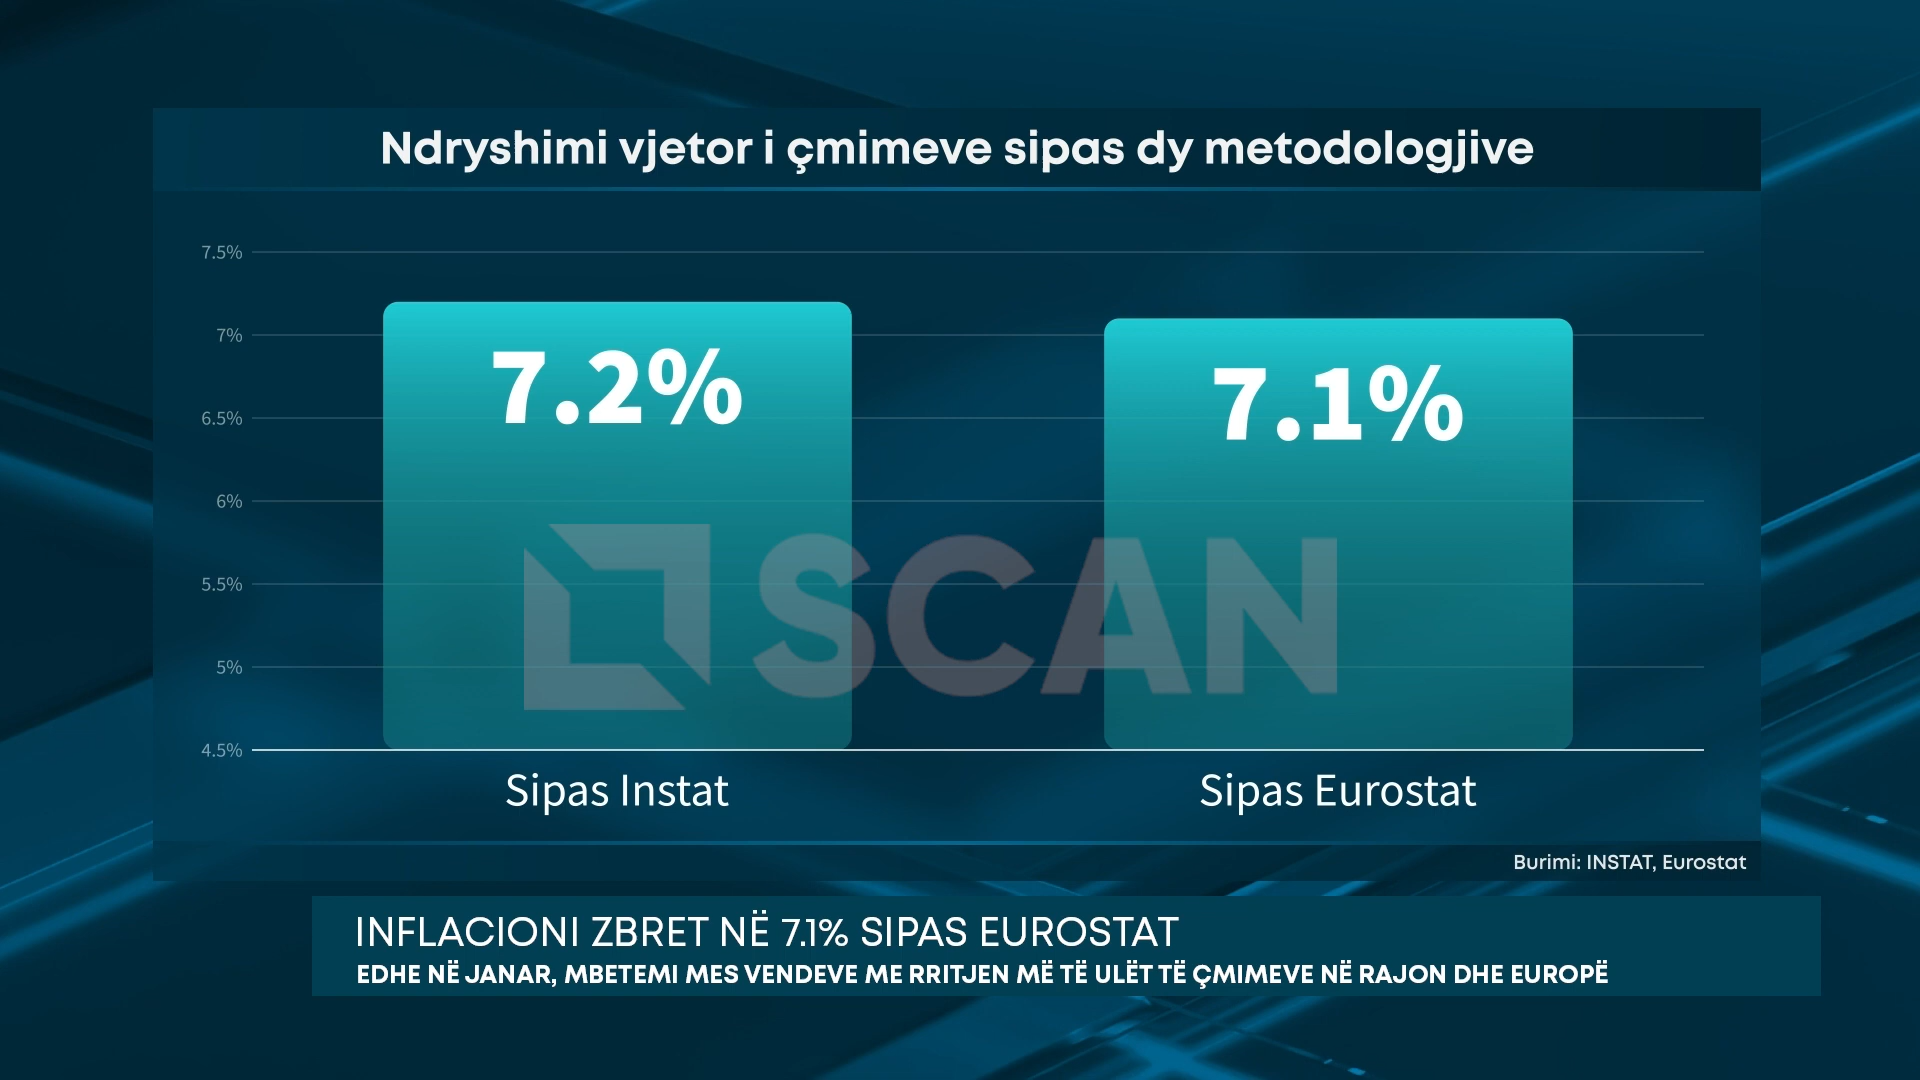 Ndryshimi vjetor i çmimeve sipas dy metodologjive
7.5%
7%
6.5%
6%
5.5%
5%
4.5%
7.2%
7.1%
SCAN
Sipas Instat
Sipas Eurostat
Burimi: INSTAT, Eurostat
INFLACIONI ZBRET NË 7.1% SIPAS EUROSTAT
EDHE NË JANAR, MBETEMI MES VENDEVE ME RRITJEN MË TË ULËT TË ÇMIMEVE NË RAJON DHE EUROPË